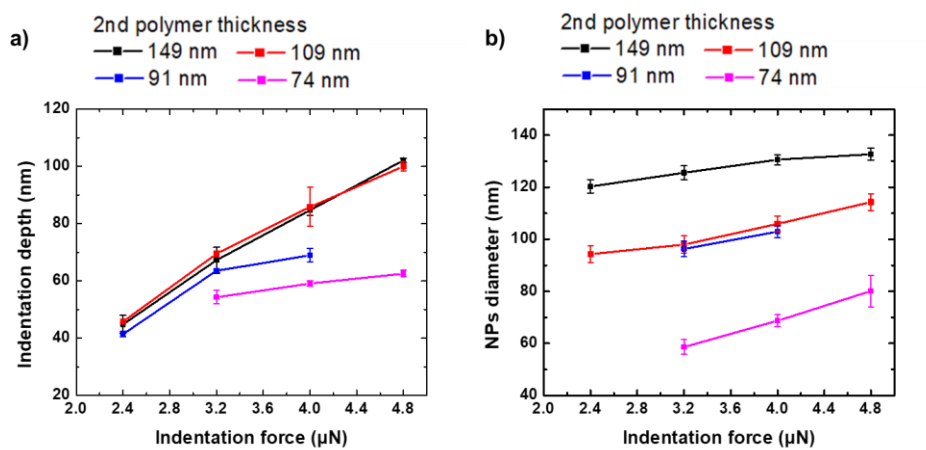 a)
2nd polymer thickness
149 nm 109 nm
91 nm 74 nm
120
100
80
60
40
20
Indentation depth (nm)
2.0 2.4 2.8 3.2 3.6 4.0 4.4 4.8
Indentation force (µN)
b)
2nd polymer thickness
149 nm 109 nm
91 nm 74 nm
140
120
100
80
60
40
NPs diameter (nm)
2.0 2.4 2.8 3.2 3.6 4.0 4.4 4.8
Indentation force (µN)